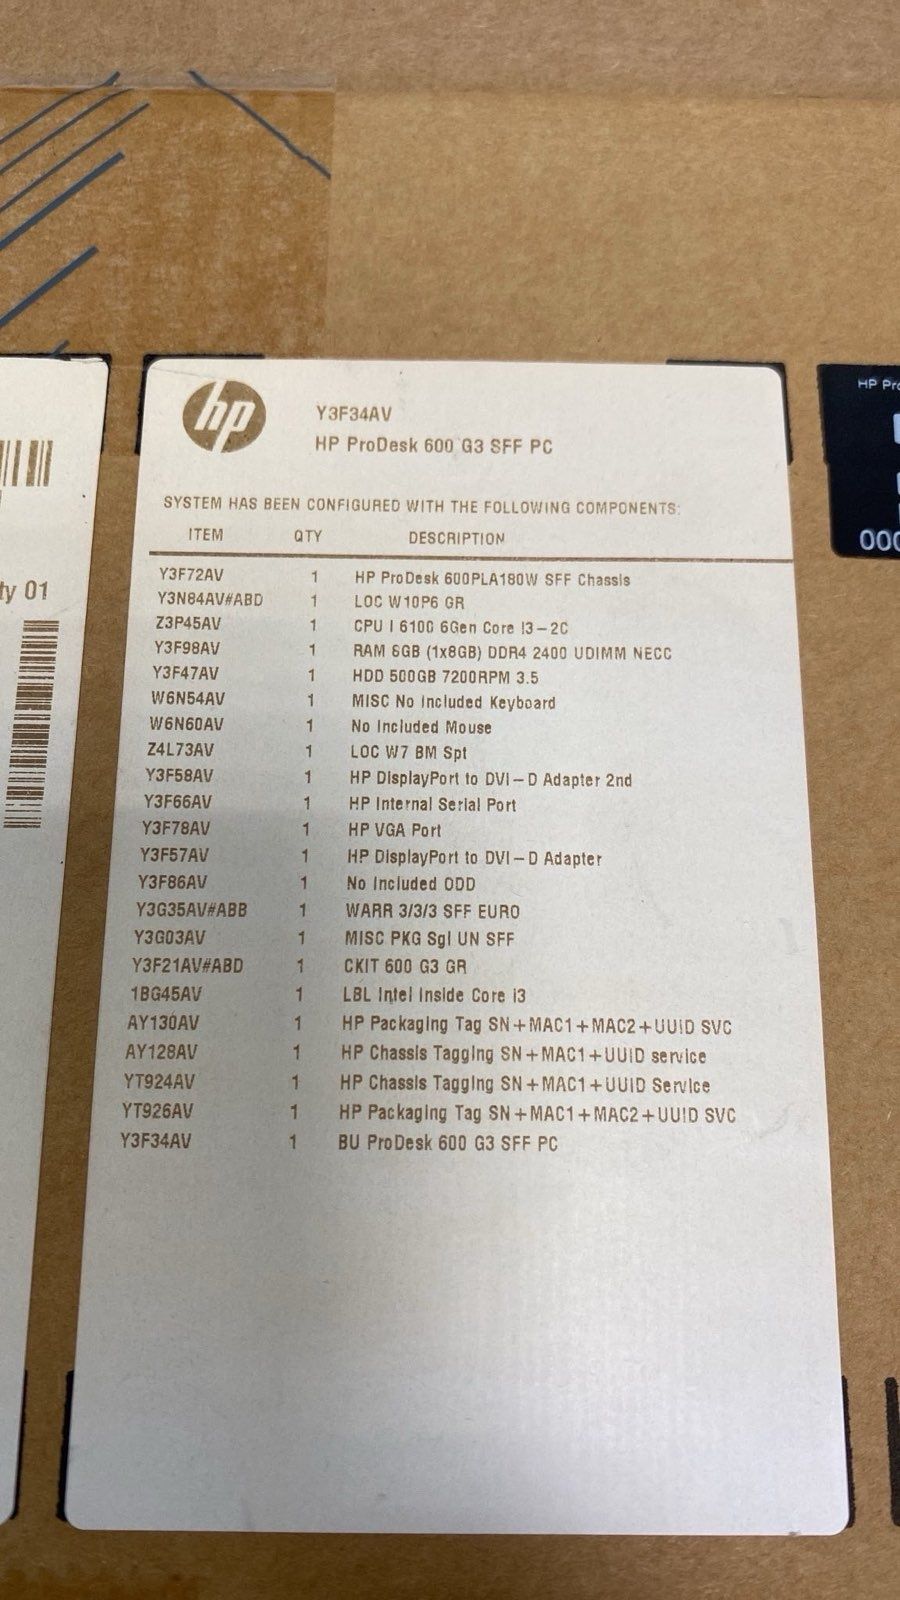 hp
Y3F34AV
HP ProDesk 600 G3 SFF PC
SYSTEM HAS BEEN CONFIGURED WITH THE FOLLOWING COMPONENTS:
ITEM QTY DESCRIPTION
Y3F72AV 1 HP ProDesk 600PLA180W SFF Chassis
Y3N84AV#ABD 1 LOC W10P6 GR
Z3P45AV 1 CPU I 6100 6Gen Core I3-2C
Y3F98AV 1 RAM 8GB (1x8GB) DDR4 2400 UDIMM NECC
Y3F47AV 1 HDD 500GB 7200RPM 3.5
W6N54AV 1 MISC No Included Keyboard
W6N60AV 1 No Included Mouse
Z4L73AV 1 LOC W7 BM Spt
Y3F58AV 1 HP DisplayPort to DVI-D Adapter 2nd
Y3F66AV 1 HP Internal Serial Port
Y3F78AV 1 HP VGA Port
Y3F57AV 1 HP DisplayPort to DVI-D Adapter
Y3F86AV 1 No Included ODD
Y3G35AV#ABB 1 WARR 3/3/3 SFF EURO
Y3G03AV 1 MISC PKG Sgl UN SFF
Y3F21AV#ABD 1 CKIT 600 G3 GR
1BG45AV 1 LBL Intel Inside Core i3
AY130AV 1 HP Packaging Tag SN+MAC1+MAC2+UUID SVC
AY128AV 1 HP Chassis Tagging SN+MAC1+UUID service
YT924AV 1 HP Chassis Tagging SN+MAC1+UUID Service
YT926AV 1 HP Packaging Tag SN+MAC1+MAC2+UUID SVC
Y3F34AV 1 BU ProDesk 600 G3 SFF PC
ty 01
HP Pro
000